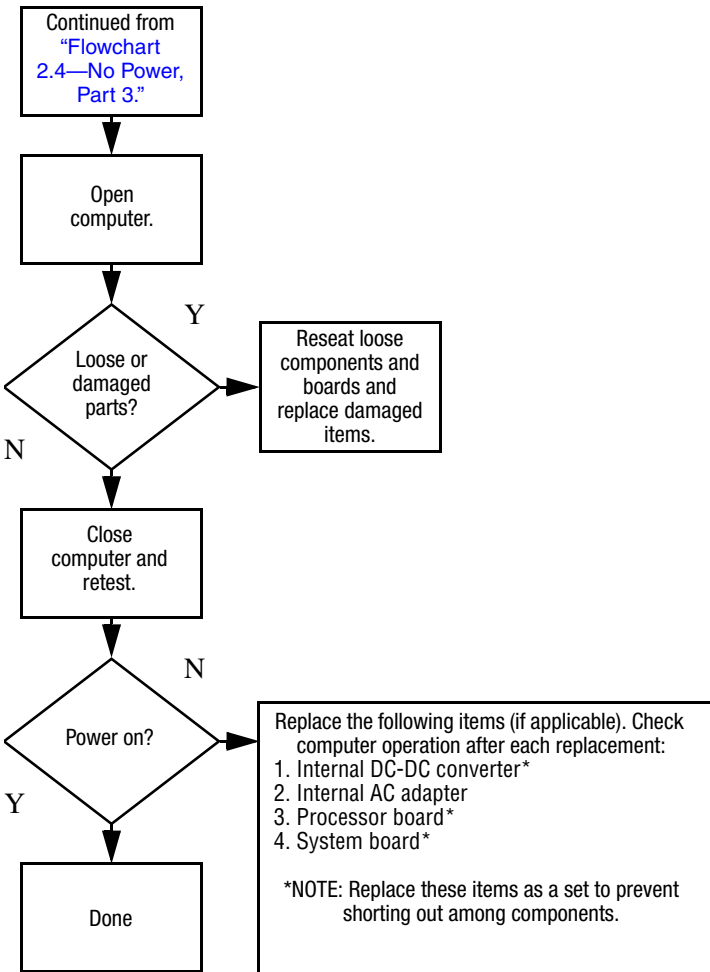 Continued from
“Flowchart
2.4—No Power,
Part 3.”
Open
computer.
Y
Loose or
damaged
parts?
Reseat loose
components and
boards and
replace damaged
items.
N
Close
computer and
retest.
N
Power on?
Replace the following items (if applicable). Check
computer operation after each replacement:
1. Internal DC-DC converter*
2. Internal AC adapter
3. Processor board*
4. System board*
*NOTE: Replace these items as a set to prevent
shorting out among components.
Y
Done